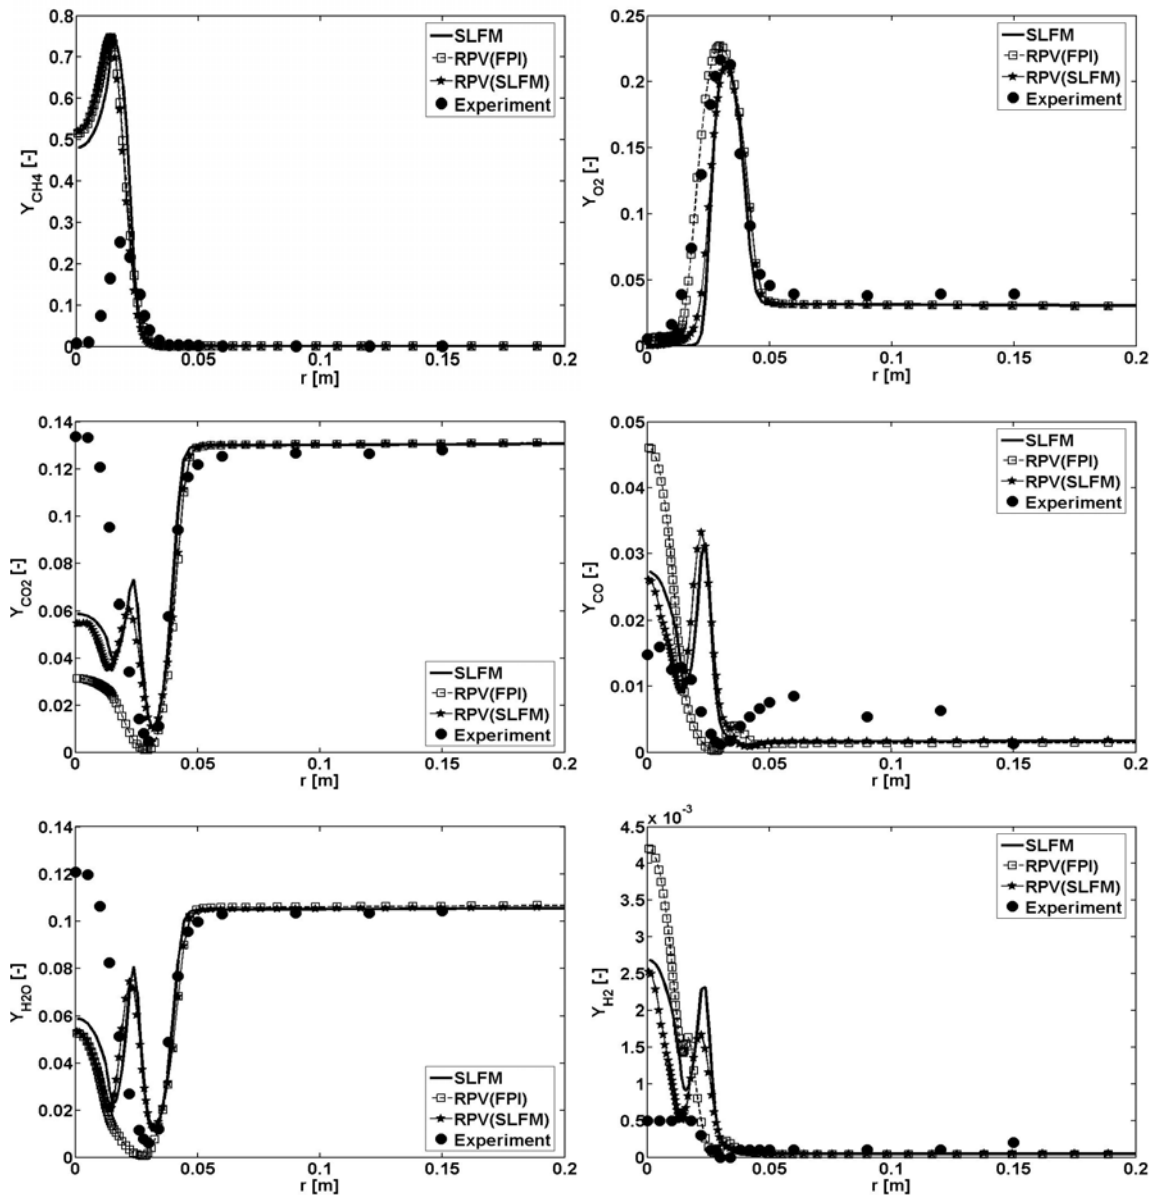 0.8
0.7
0.6
0.5
0.4
0.3
0.2
0.1
0
Y_CH4 [-]
0 0.05 0.1 0.15 0.2
r [m]
SLFM
RPV(FPI)
RPV(SLFM)
Experiment
0.25
0.2
0.15
0.1
0.05
0
Y_O2 [-]
0 0.05 0.1 0.15 0.2
r [m]
SLFM
RPV(FPI)
RPV(SLFM)
Experiment
0.14
0.12
0.1
0.08
0.06
0.04
0.02
0
Y_CO2 [-]
0 0.05 0.1 0.15 0.2
r [m]
SLFM
RPV(FPI)
RPV(SLFM)
Experiment
0.05
0.04
0.03
0.02
0.01
0
Y_CO [-]
0 0.05 0.1 0.15 0.2
r [m]
SLFM
RPV(FPI)
RPV(SLFM)
Experiment
0.14
0.12
0.1
0.08
0.06
0.04
0.02
0
Y_H2O [-]
0 0.05 0.1 0.15 0.2
r [m]
SLFM
RPV(FPI)
RPV(SLFM)
Experiment
x 10^-3
4.5
4
3.5
3
2.5
2
1.5
1
0.5
0
Y_H2 [-]
0 0.05 0.1 0.15 0.2
r [m]
SLFM
RPV(FPI)
RPV(SLFM)
Experiment